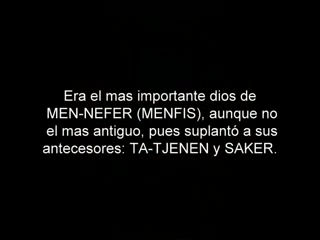 Era el mas importante dios de
MEN-NEFER (MENFIS), aunque no
el mas antiguo, pues suplantó a sus
antecesores: TA-TJENEN y SAKER.